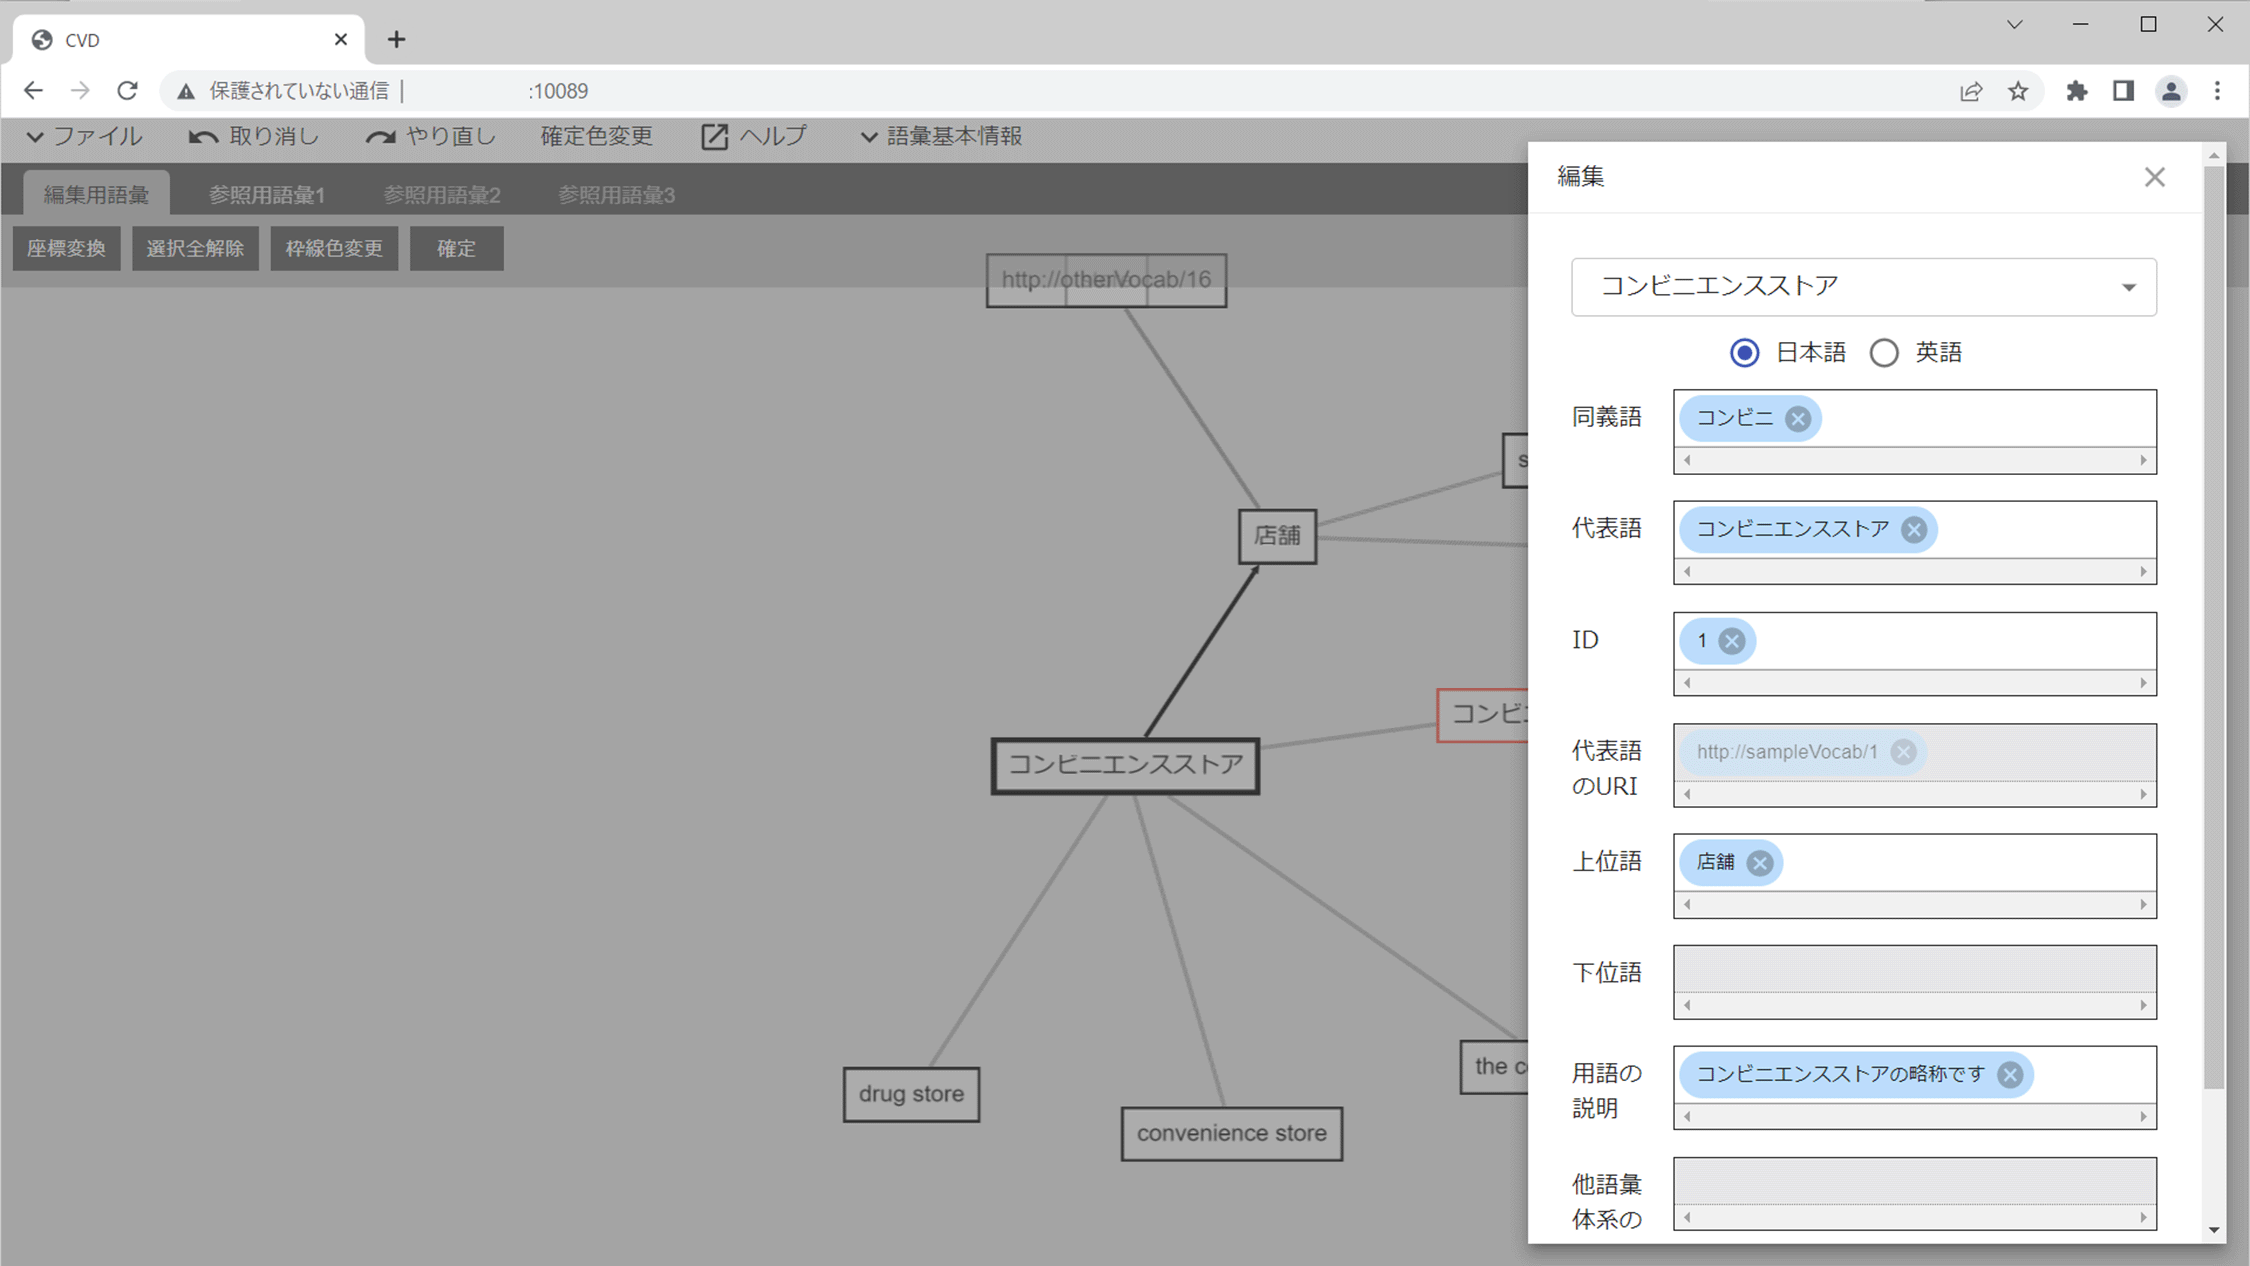 CVD
保護されていない通信 | :10089
ファイル 取り消し やり直し 確定色変更 ヘルプ 語彙基本情報
編集用語彙 参照用語彙1 参照用語彙2 参照用語彙3
座標変換 選択全解除 枠線色変更 確定
http://otherVocab/16
s
店舗
コンビニ
コンビニエンスストア
drug store
convenience store
the c
編集
コンビニエンスストア
日本語 英語
同義語 コンビニ
代表語 コンビニエンスストア
ID 1
代表語
のURI
http://sampleVocab/1
上位語 店舗
下位語
用語の
説明
コンビニエンスストアの略称です
他語彙
体系の